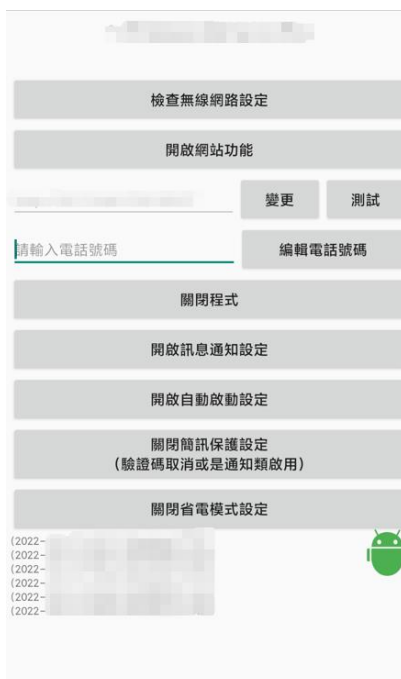 檢查無線網路設定
開啟網站功能
變更 測試
請輸入電話號碼 編輯電話號碼
關閉程式
開啟訊息通知設定
開啟自動啟動設定
關閉簡訊保護設定
(驗證碼取消或是通知類啟用)
關閉省電模式設定
(2022-
(2022-
(2022-
(2022-
(2022-
(2022-